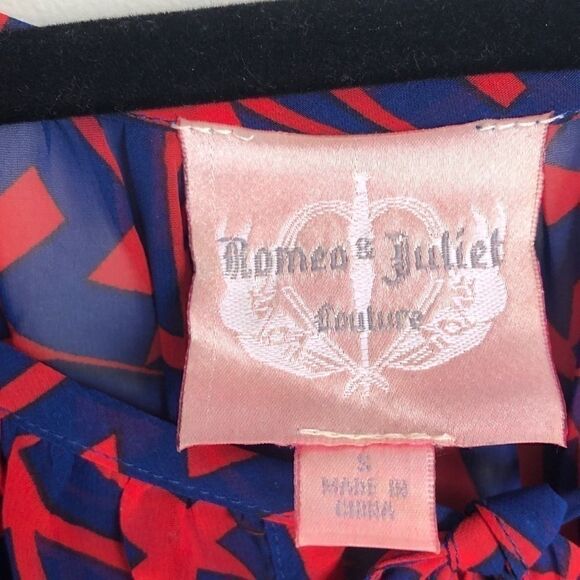 Romeo & Juliet
Couture
S
MADE IN
CHINA